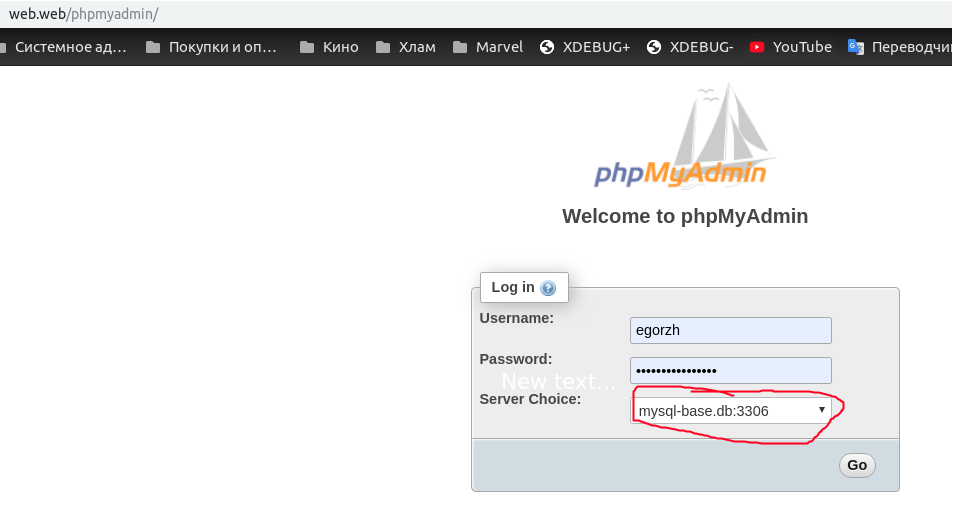 web.web/phpmyadmin/
Системное ад... Покупки и оп... Кино Хлам Marvel XDEBUG+ XDEBUG- YouTube Переводчи
phpMyAdmin
Welcome to phpMyAdmin
Log in ?
Username: egorzh
Password: ••••••••••••••••
New text...
Server Choice: mysql-base.db:3306
Go